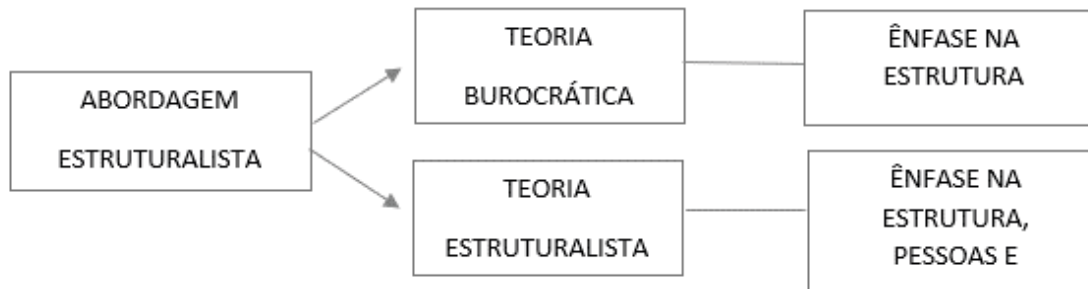 ABORDAGEM
ESTRUTURALISTA
TEORIA
BUROCRÁTICA
ÊNFASE NA
ESTRUTURA
TEORIA
ESTRUTURALISTA
ÊNFASE NA
ESTRUTURA,
PESSOAS E